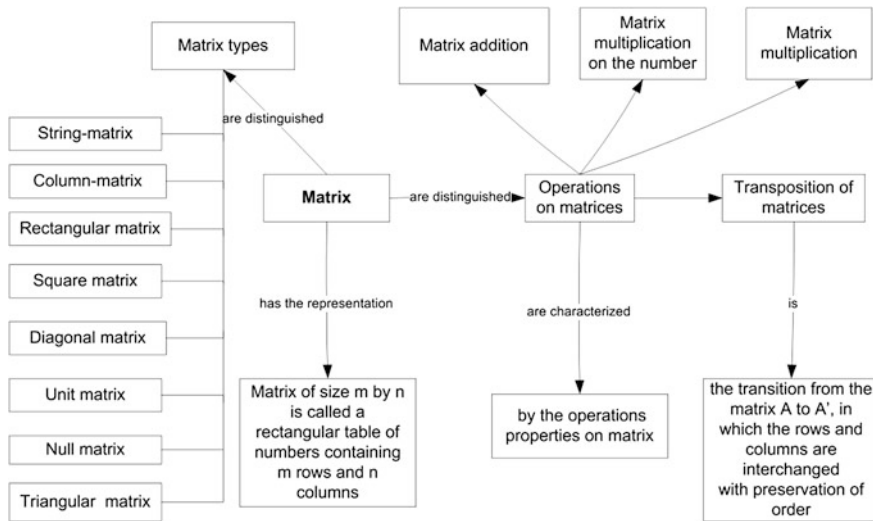 Matrix types
Matrix addition
Matrix
multiplication
on the number
Matrix
multiplication
are distinguished
String-matrix
Column-matrix
Rectangular matrix
Square matrix
Diagonal matrix
Unit matrix
Null matrix
Triangular matrix
Matrix
are distinguished
Operations
on matrices
Transposition of
matrices
has the representation
are characterized
is
Matrix of size m by n
is called a
rectangular table of
numbers containing
m rows and n
columns
by the operations
properties on matrix
the transition from the
matrix A to A', in
which the rows and
columns are
interchanged
with preservation of
order